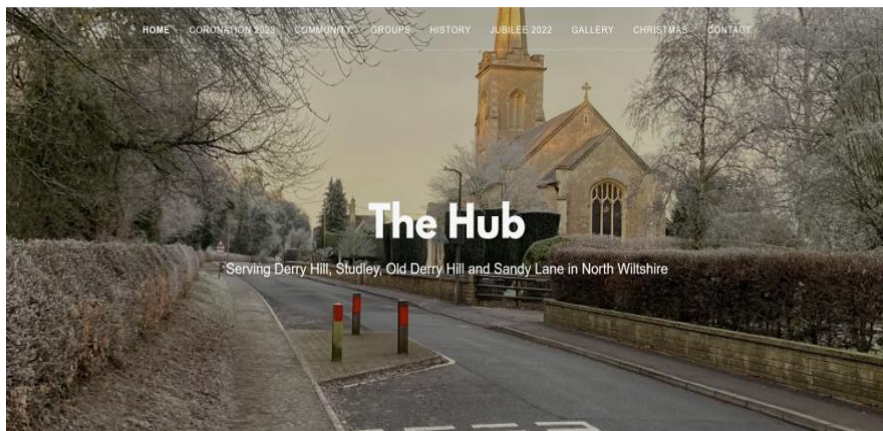 HOME CORONATION 2023 COMMUNITY GROUPS HISTORY JUBILEE 2022 GALLERY CHRISTMAS CONTACT
The Hub
Serving Derry Hill, Studley, Old Derry Hill and Sandy Lane in North Wiltshire